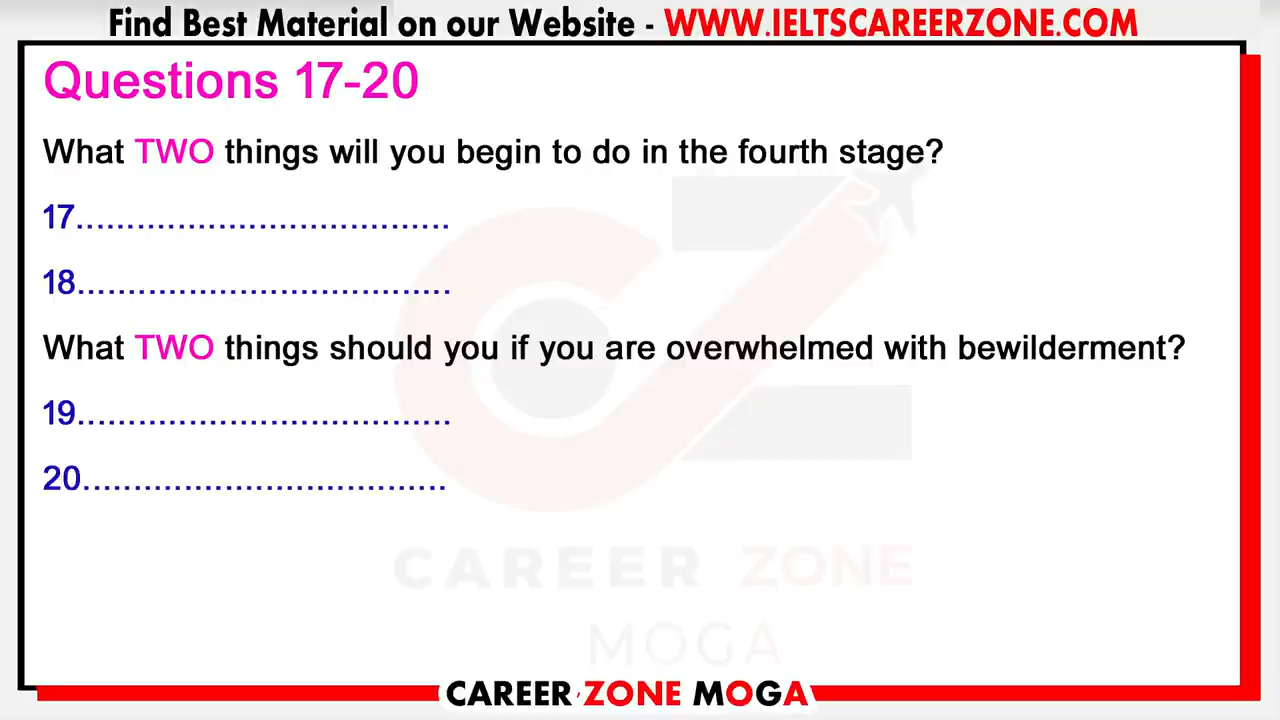 Find Best Material on our Website - WWW.IELTSCAREERZONE.COM
Questions 17-20
What TWO things will you begin to do in the fourth stage?
17.....................................
18.....................................
What TWO things should you if you are overwhelmed with bewilderment?
19.....................................
20....................................
CAREER ZONE
MOGA
CAREER ZONE MOGA